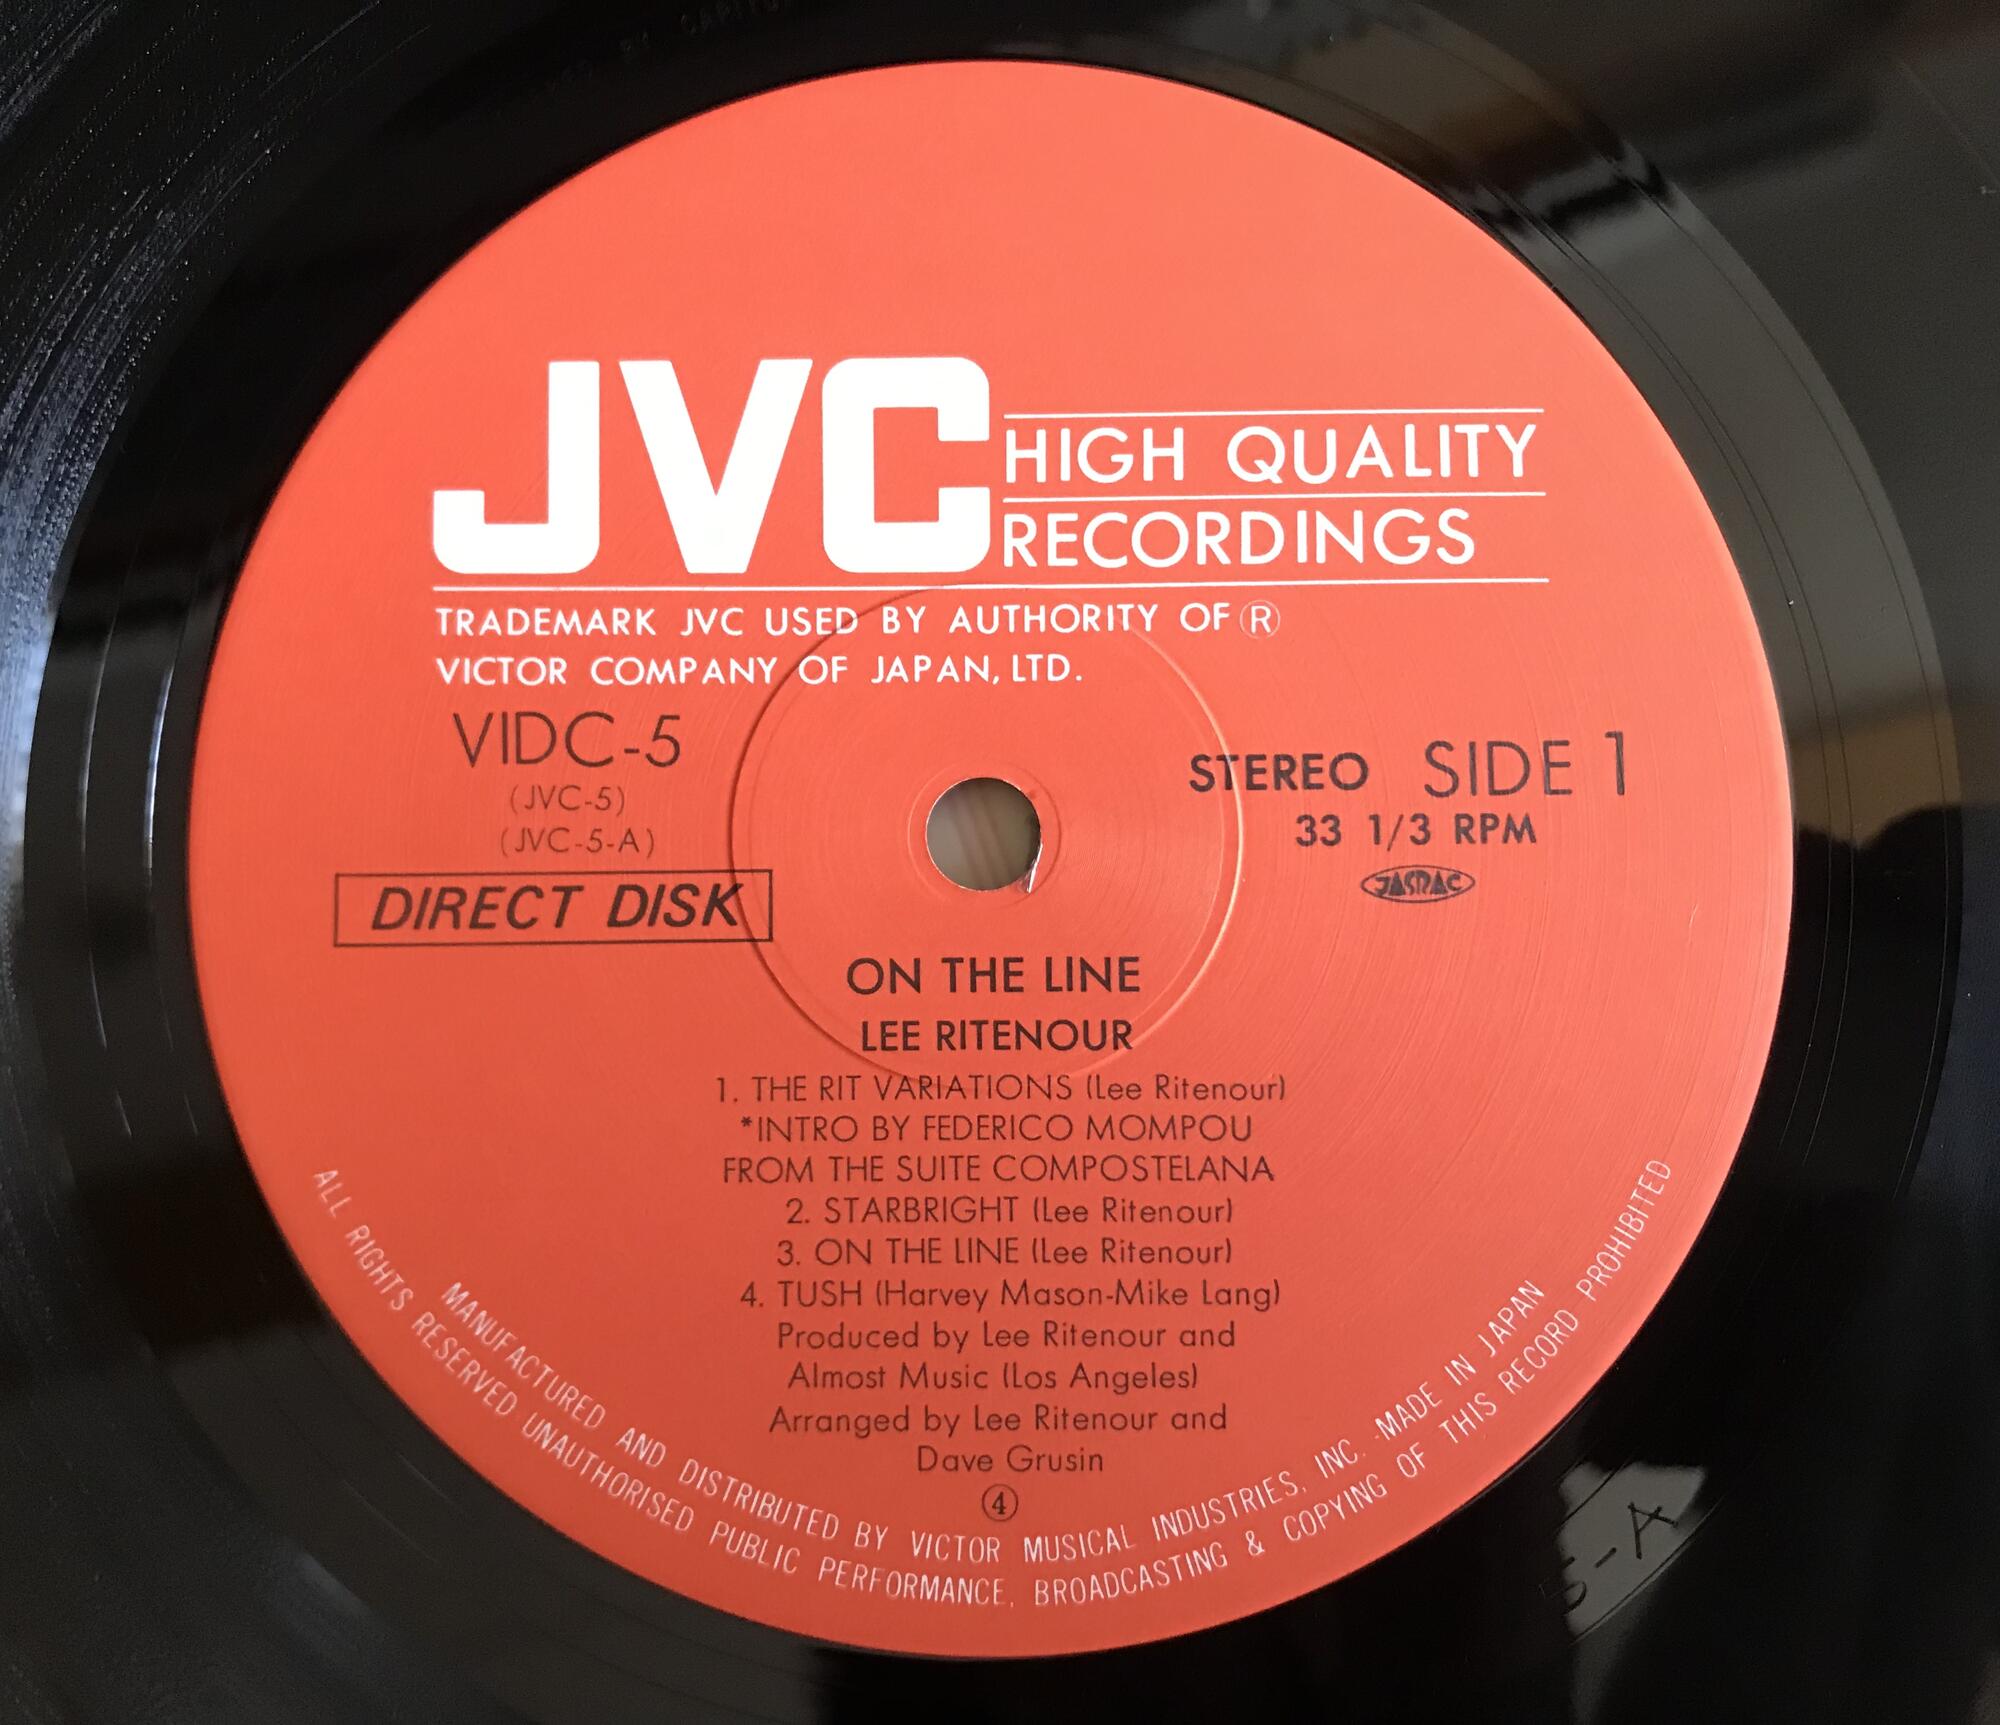 JVC HIGH QUALITY
RECORDINGS
TRADEMARK JVC USED BY AUTHORITY OF ®
VICTOR COMPANY OF JAPAN, LTD.
VIDC-5
(JVC-5)
(JVC-5-A)
DIRECT DISK
STEREO SIDE 1
33 1/3 RPM
JASRAC
ON THE LINE
LEE RITENOUR
1. THE RIT VARIATIONS (Lee Ritenour)
*INTRO BY FEDERICO MOMPOU
FROM THE SUITE COMPOSTELANA
2. STARBRIGHT (Lee Ritenour)
3. ON THE LINE (Lee Ritenour)
4. TUSH (Harvey Mason-Mike Lang)
Produced by Lee Ritenour and
Almost Music (Los Angeles)
Arranged by Lee Ritenour and
Dave Grusin
④
MANUFACTURED AND DISTRIBUTED BY VICTOR MUSICAL INDUSTRIES, INC. MADE IN JAPAN
ALL RIGHTS RESERVED UNAUTHORISED PUBLIC PERFORMANCE, BROADCASTING & COPYING OF THIS RECORD PROHIBITED
5-A